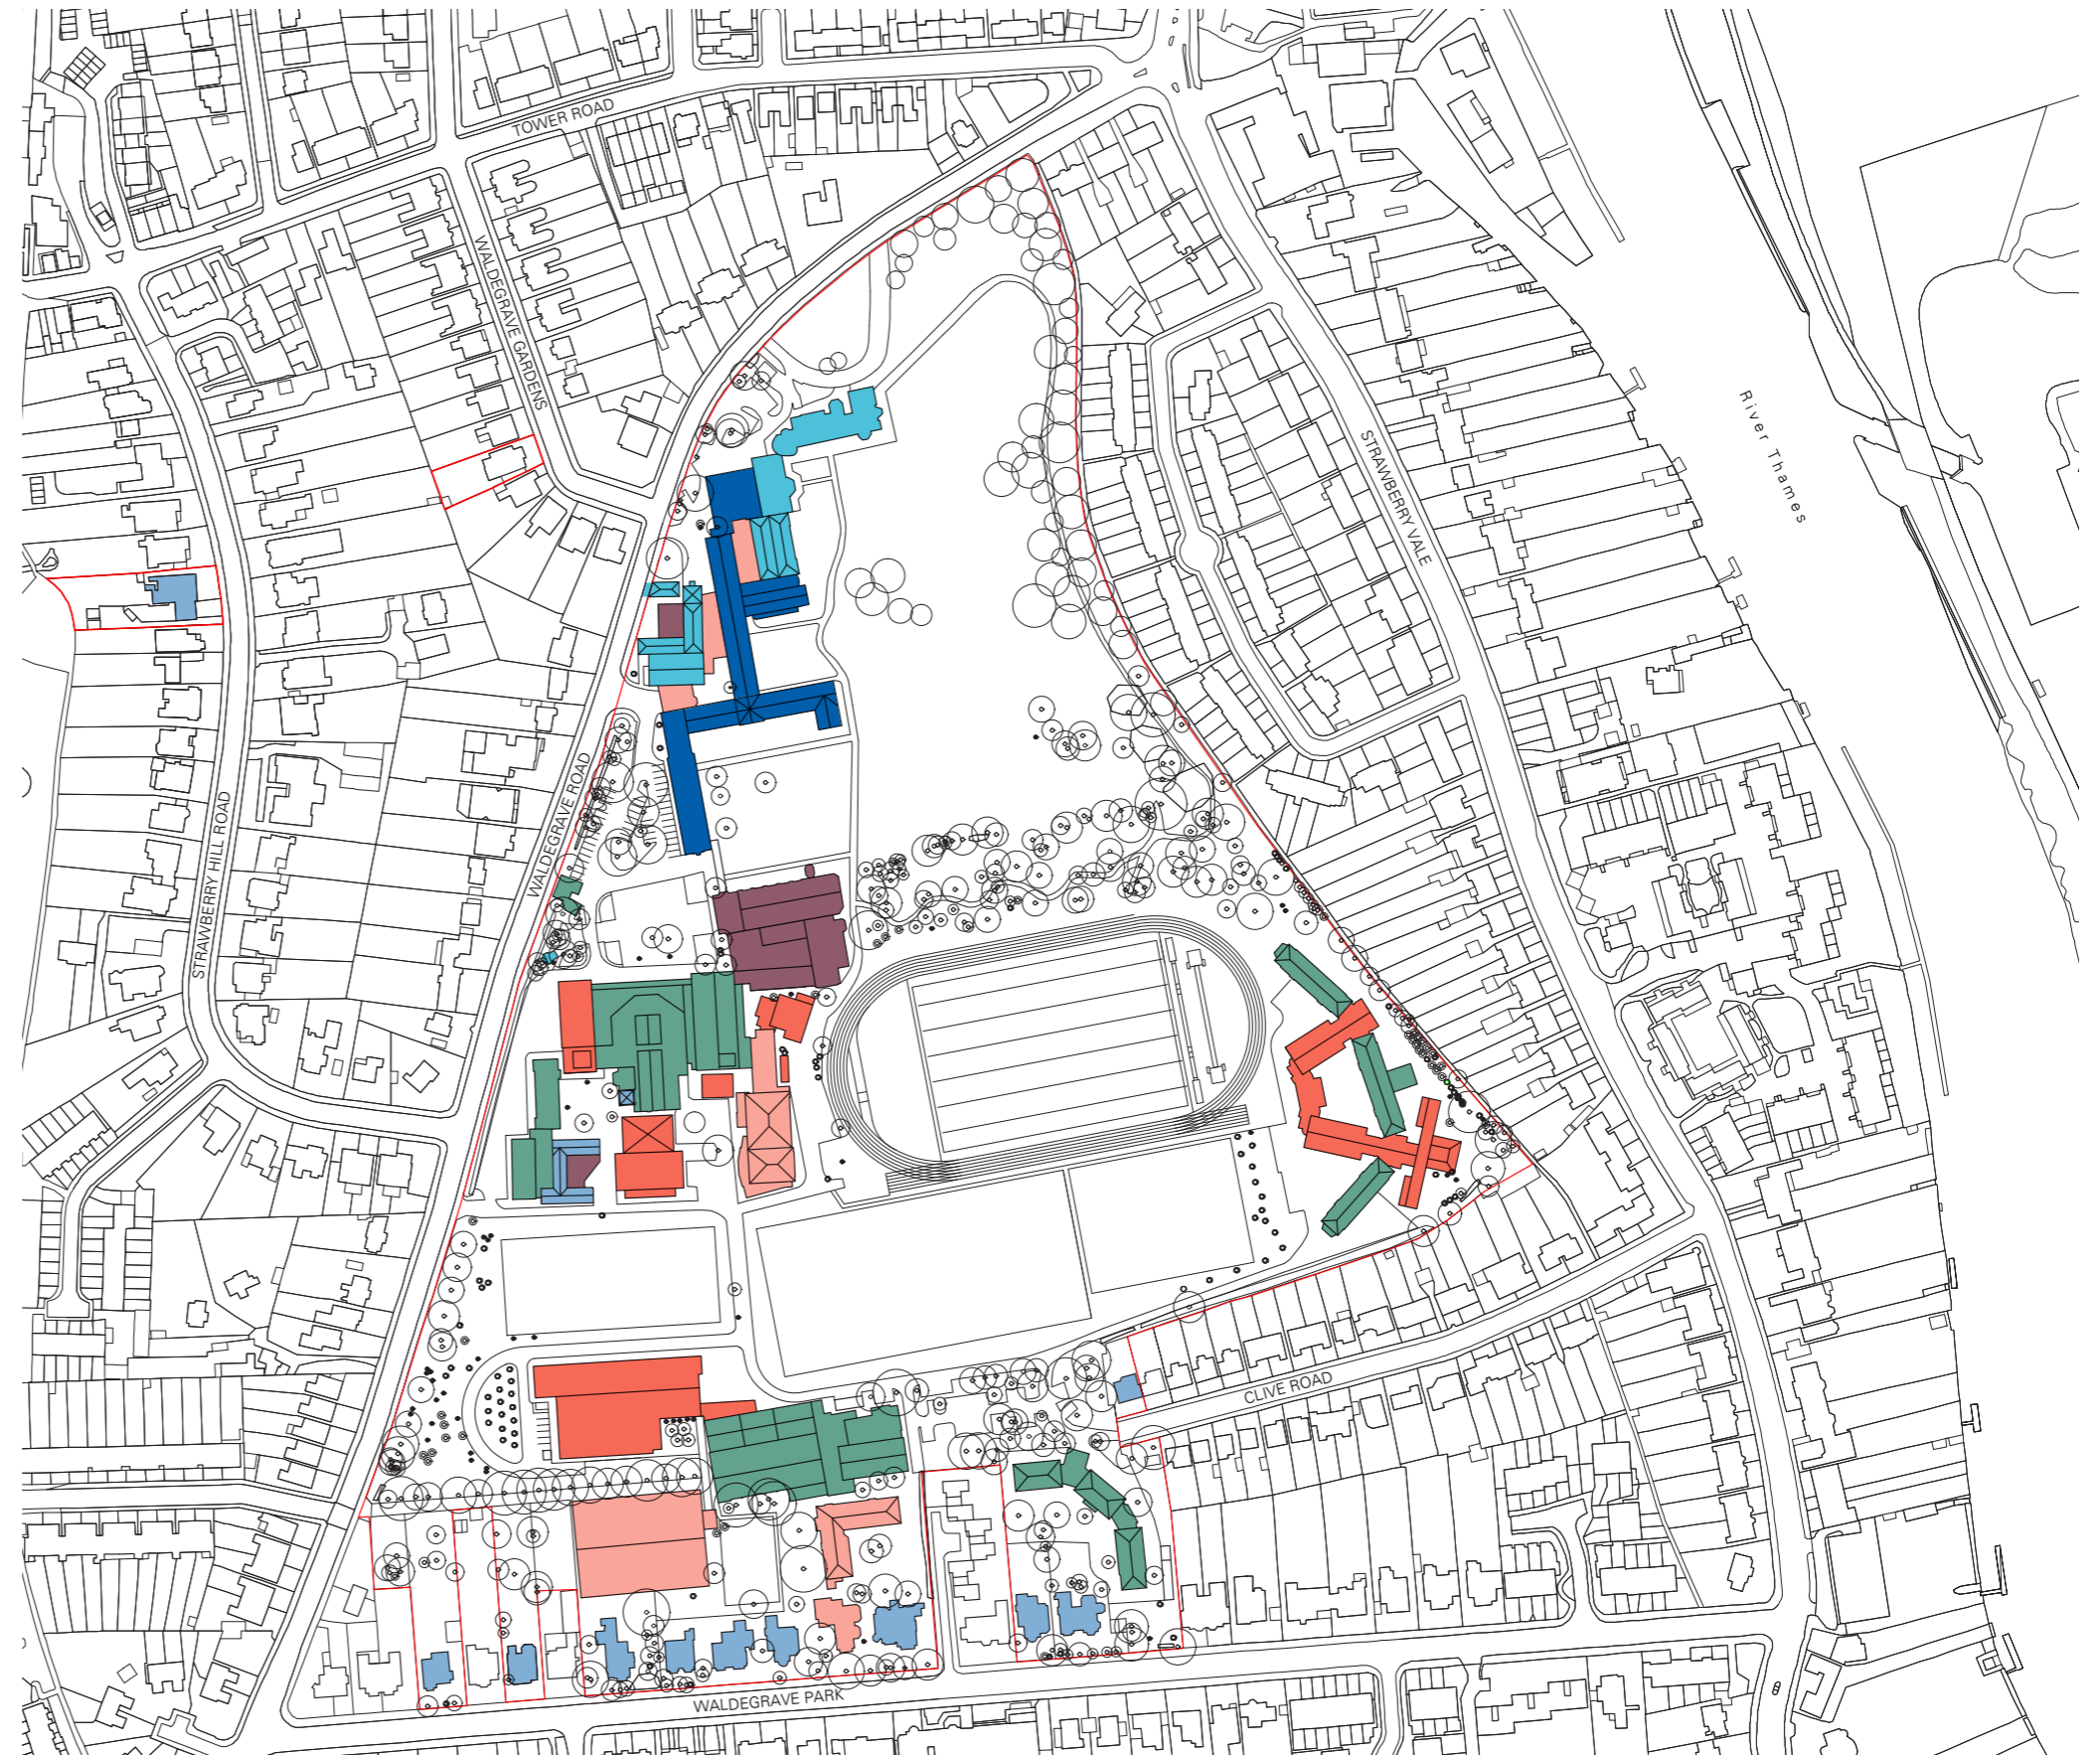 TOWER ROAD
WALDEGRAVE GARDENS
River Thames
STRAWBERRY VALE
WALDEGRAVE ROAD
STRAWBERRY HILL ROAD
CLIVE ROAD
WALDEGRAVE PARK